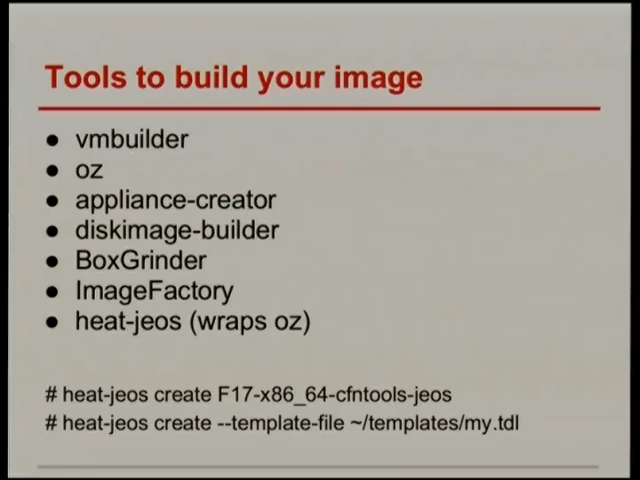 Tools to build your image
● vmbuilder
● oz
● appliance-creator
● diskimage-builder
● BoxGrinder
● ImageFactory
● heat-jeos (wraps oz)
# heat-jeos create F17-x86_64-cfntools-jeos
# heat-jeos create --template-file ~/templates/my.tdl